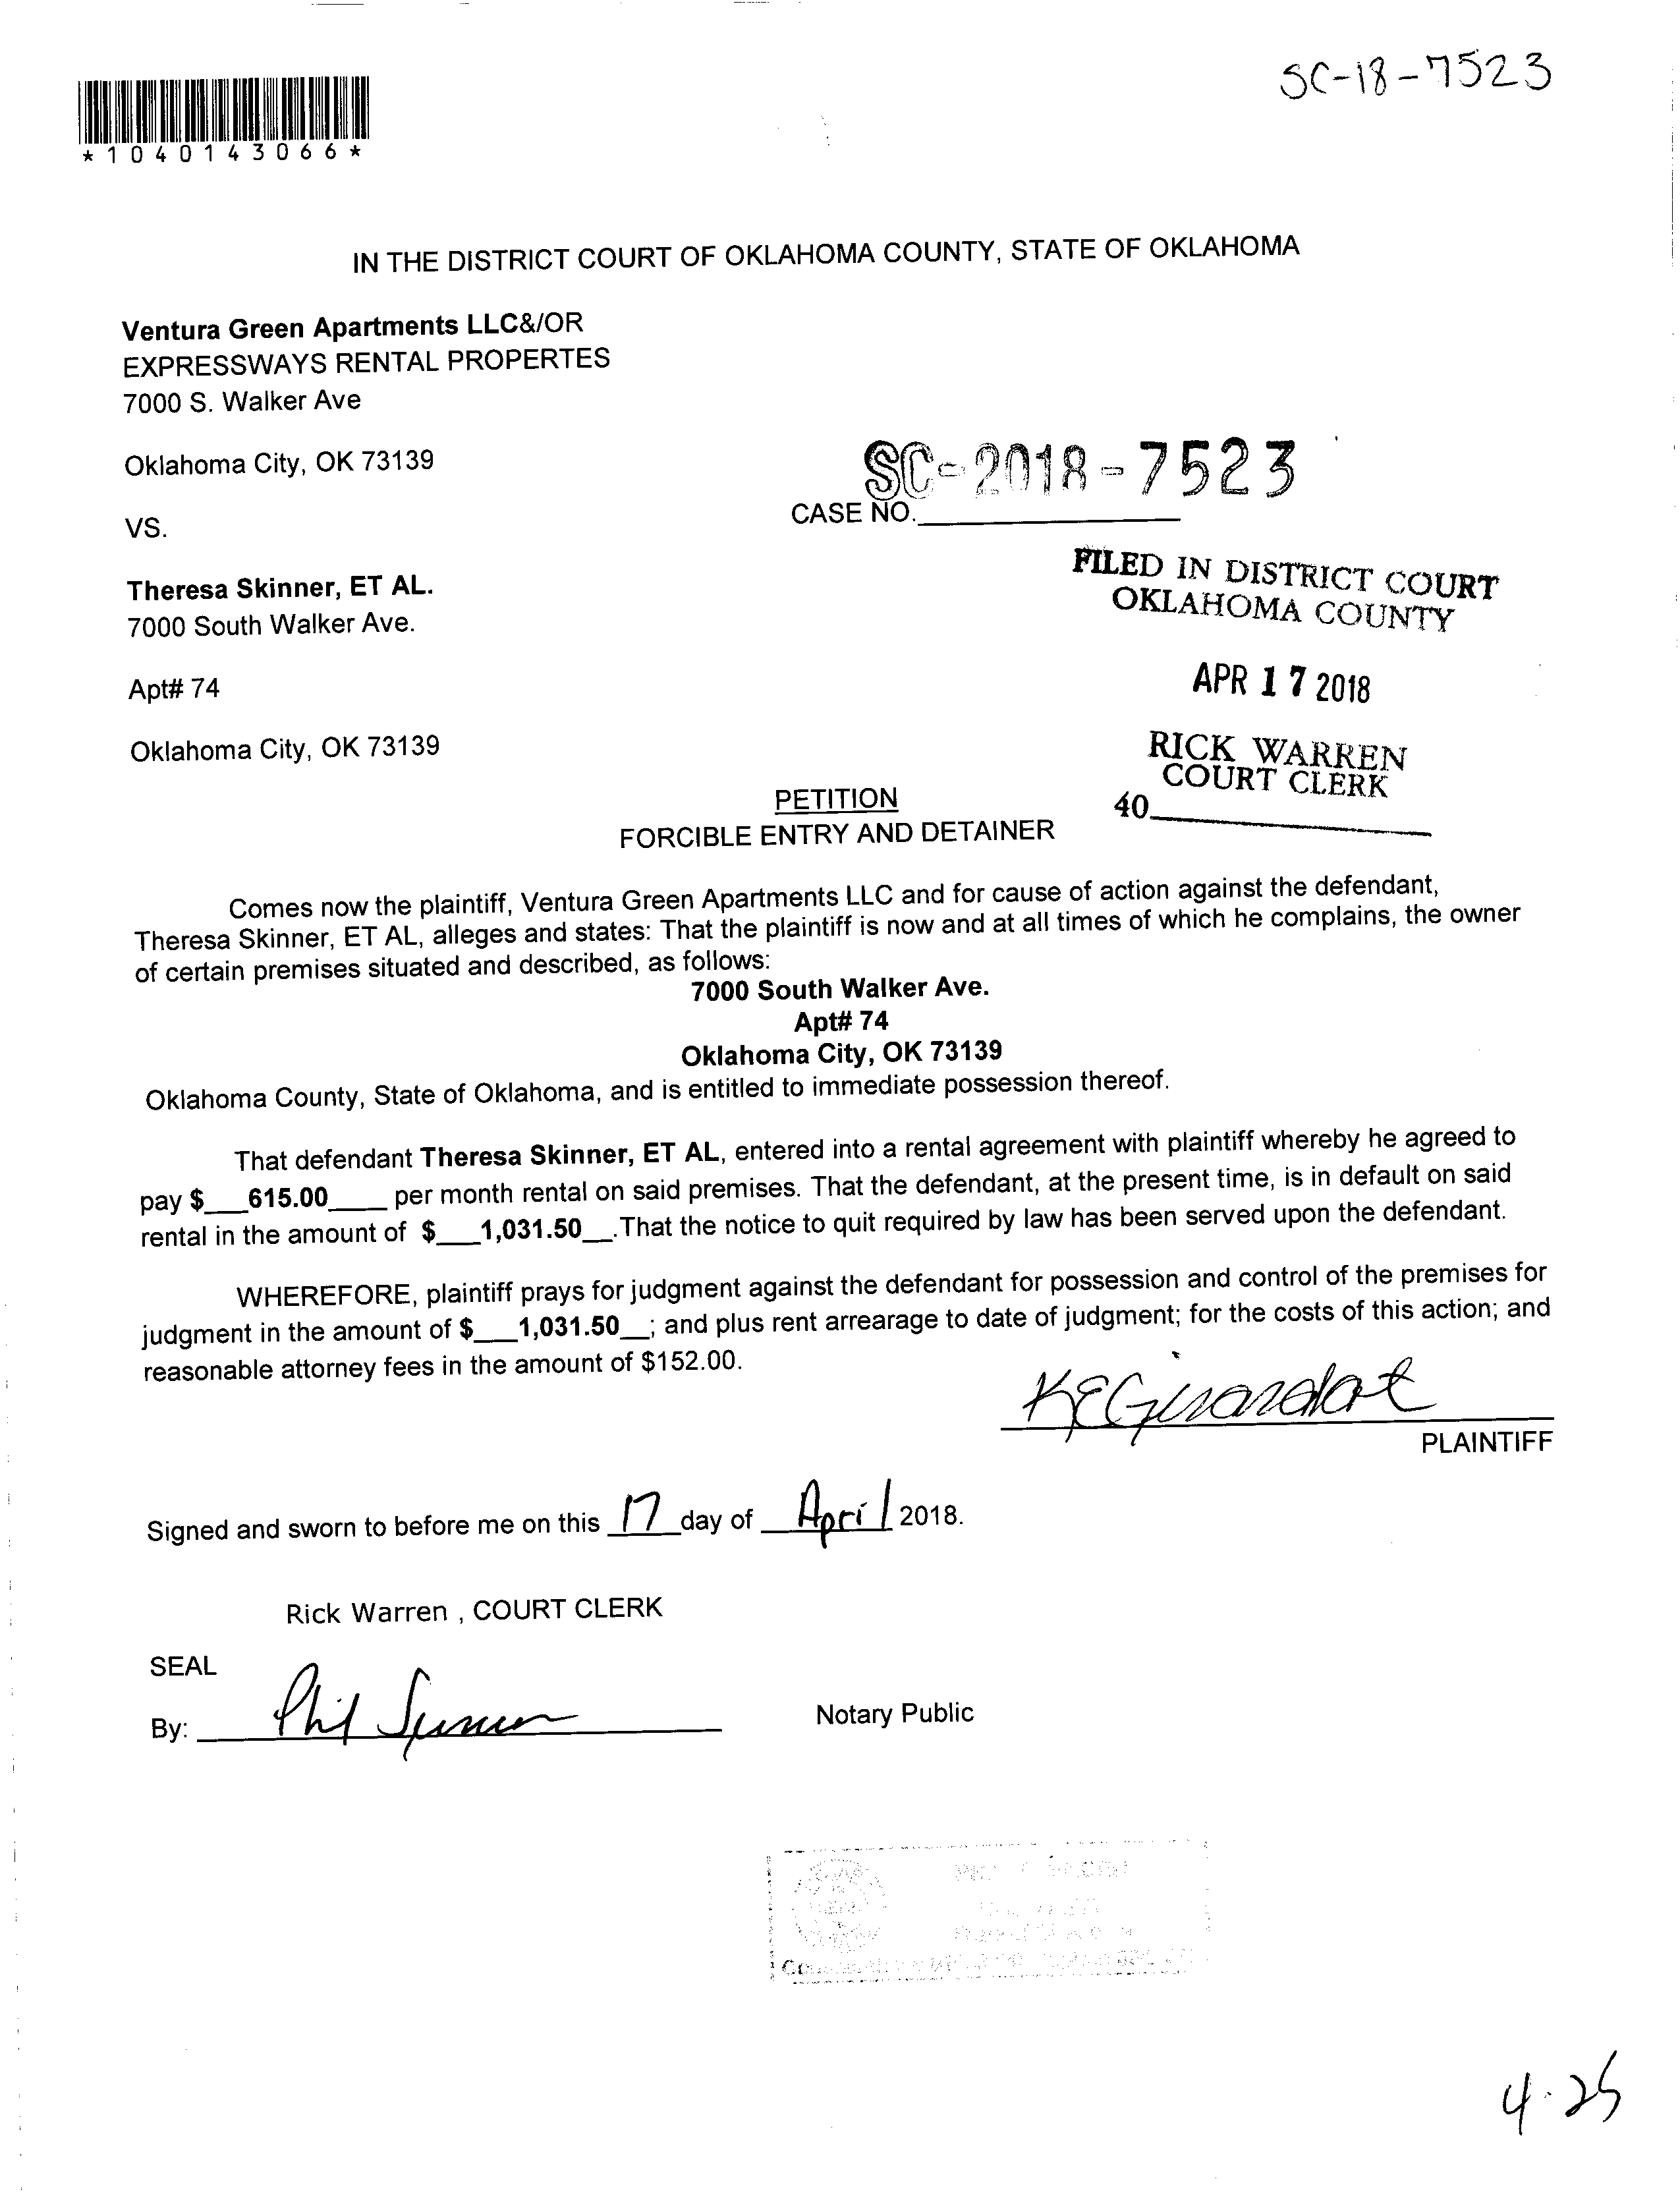 SC-18-7523
*1040143066*
IN THE DISTRICT COURT OF OKLAHOMA COUNTY, STATE OF OKLAHOMA
Ventura Green Apartments LLC&/OR
EXPRESSWAYS RENTAL PROPERTES
7000 S. Walker Ave
Oklahoma City, OK 73139
SC-2018-7523
CASE NO.
VS.
FILED IN DISTRICT COURT
OKLAHOMA COUNTY
Theresa Skinner, ET AL.
7000 South Walker Ave.
Apt# 74
APR 17 2018
Oklahoma City, OK 73139
RICK WARREN
COURT CLERK
40
PETITION
FORCIBLE ENTRY AND DETAINER
Comes now the plaintiff, Ventura Green Apartments LLC and for cause of action against the defendant,
Theresa Skinner, ET AL, alleges and states: That the plaintiff is now and at all times of which he complains, the owner
of certain premises situated and described, as follows:
7000 South Walker Ave.
Apt# 74
Oklahoma City, OK 73139
Oklahoma County, State of Oklahoma, and is entitled to immediate possession thereof.
That defendant Theresa Skinner, ET AL, entered into a rental agreement with plaintiff whereby he agreed to
pay $___615.00____ per month rental on said premises. That the defendant, at the present time, is in default on said
rental in the amount of $___1,031.50__.That the notice to quit required by law has been served upon the defendant.
WHEREFORE, plaintiff prays for judgment against the defendant for possession and control of the premises for
judgment in the amount of $___1,031.50__; and plus rent arrearage to date of judgment; for the costs of this action; and
reasonable attorney fees in the amount of $152.00.
KEGirardat
PLAINTIFF
Signed and sworn to before me on this 17 day of April 2018.
Rick Warren , COURT CLERK
SEAL
By: Phil
Notary Public
4-25